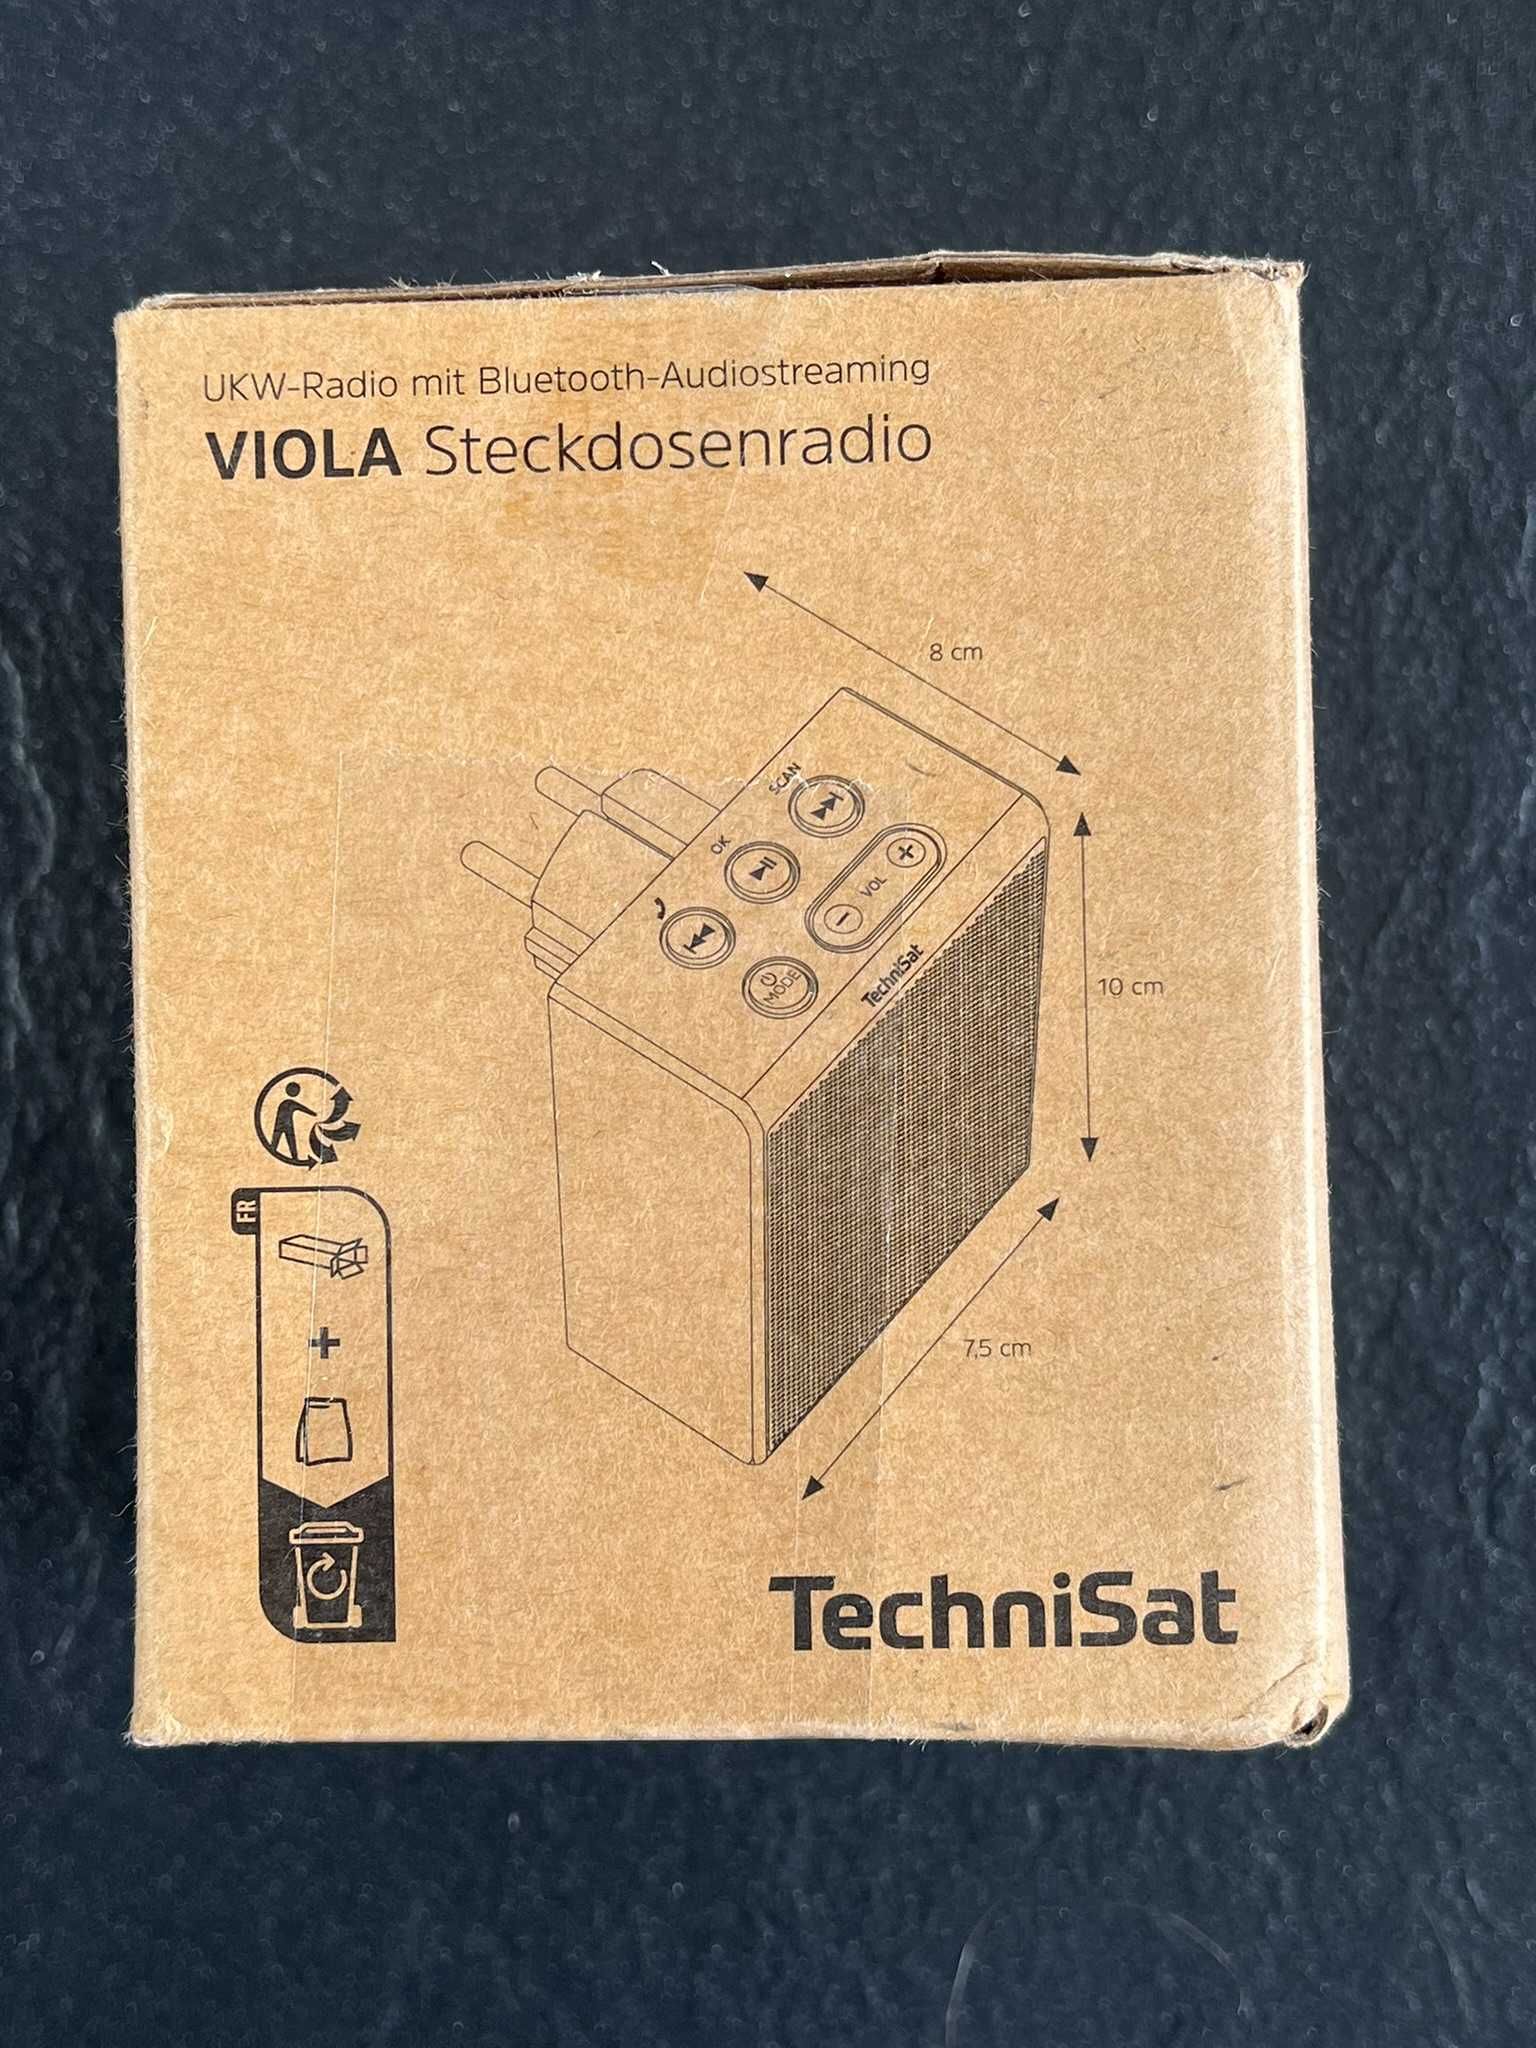 UKW-Radio mit Bluetooth-Audiostreaming
VIOLA Steckdosenradio
8 cm
SCAN
OK
+
VOL
−
MODE
TechniSat
10 cm
7,5 cm
FR
+
TechniSat